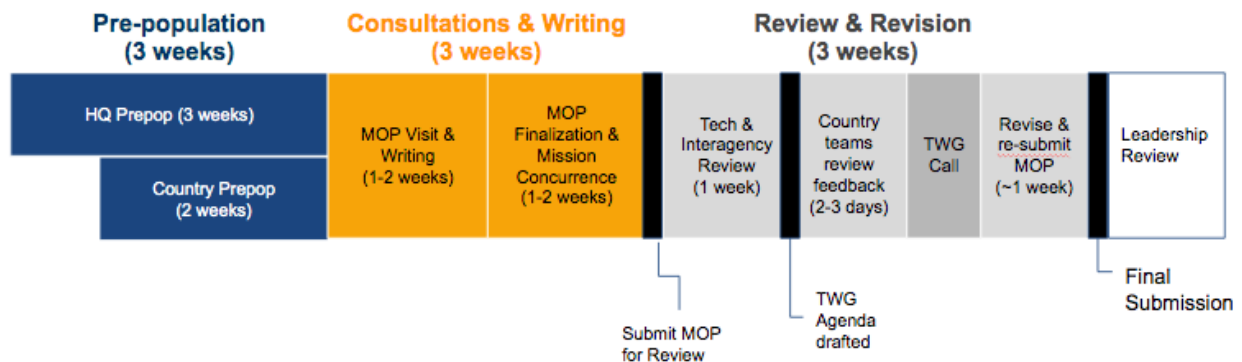 Pre-population
(3 weeks)
Consultations & Writing
(3 weeks)
Review & Revision
(3 weeks)
HQ Prepop (3 weeks)
Country Prepop
(2 weeks)
MOP Visit &
Writing
(1-2 weeks)
MOP
Finalization &
Mission
Concurrence
(1-2 weeks)
Tech &
Interagency
Review
(1 week)
Country
teams
review
feedback
(2-3 days)
TWG
Call
Revise &
re-submit
MOP
(~1 week)
Leadership
Review
Submit MOP
for Review
TWG
Agenda
drafted
Final
Submission